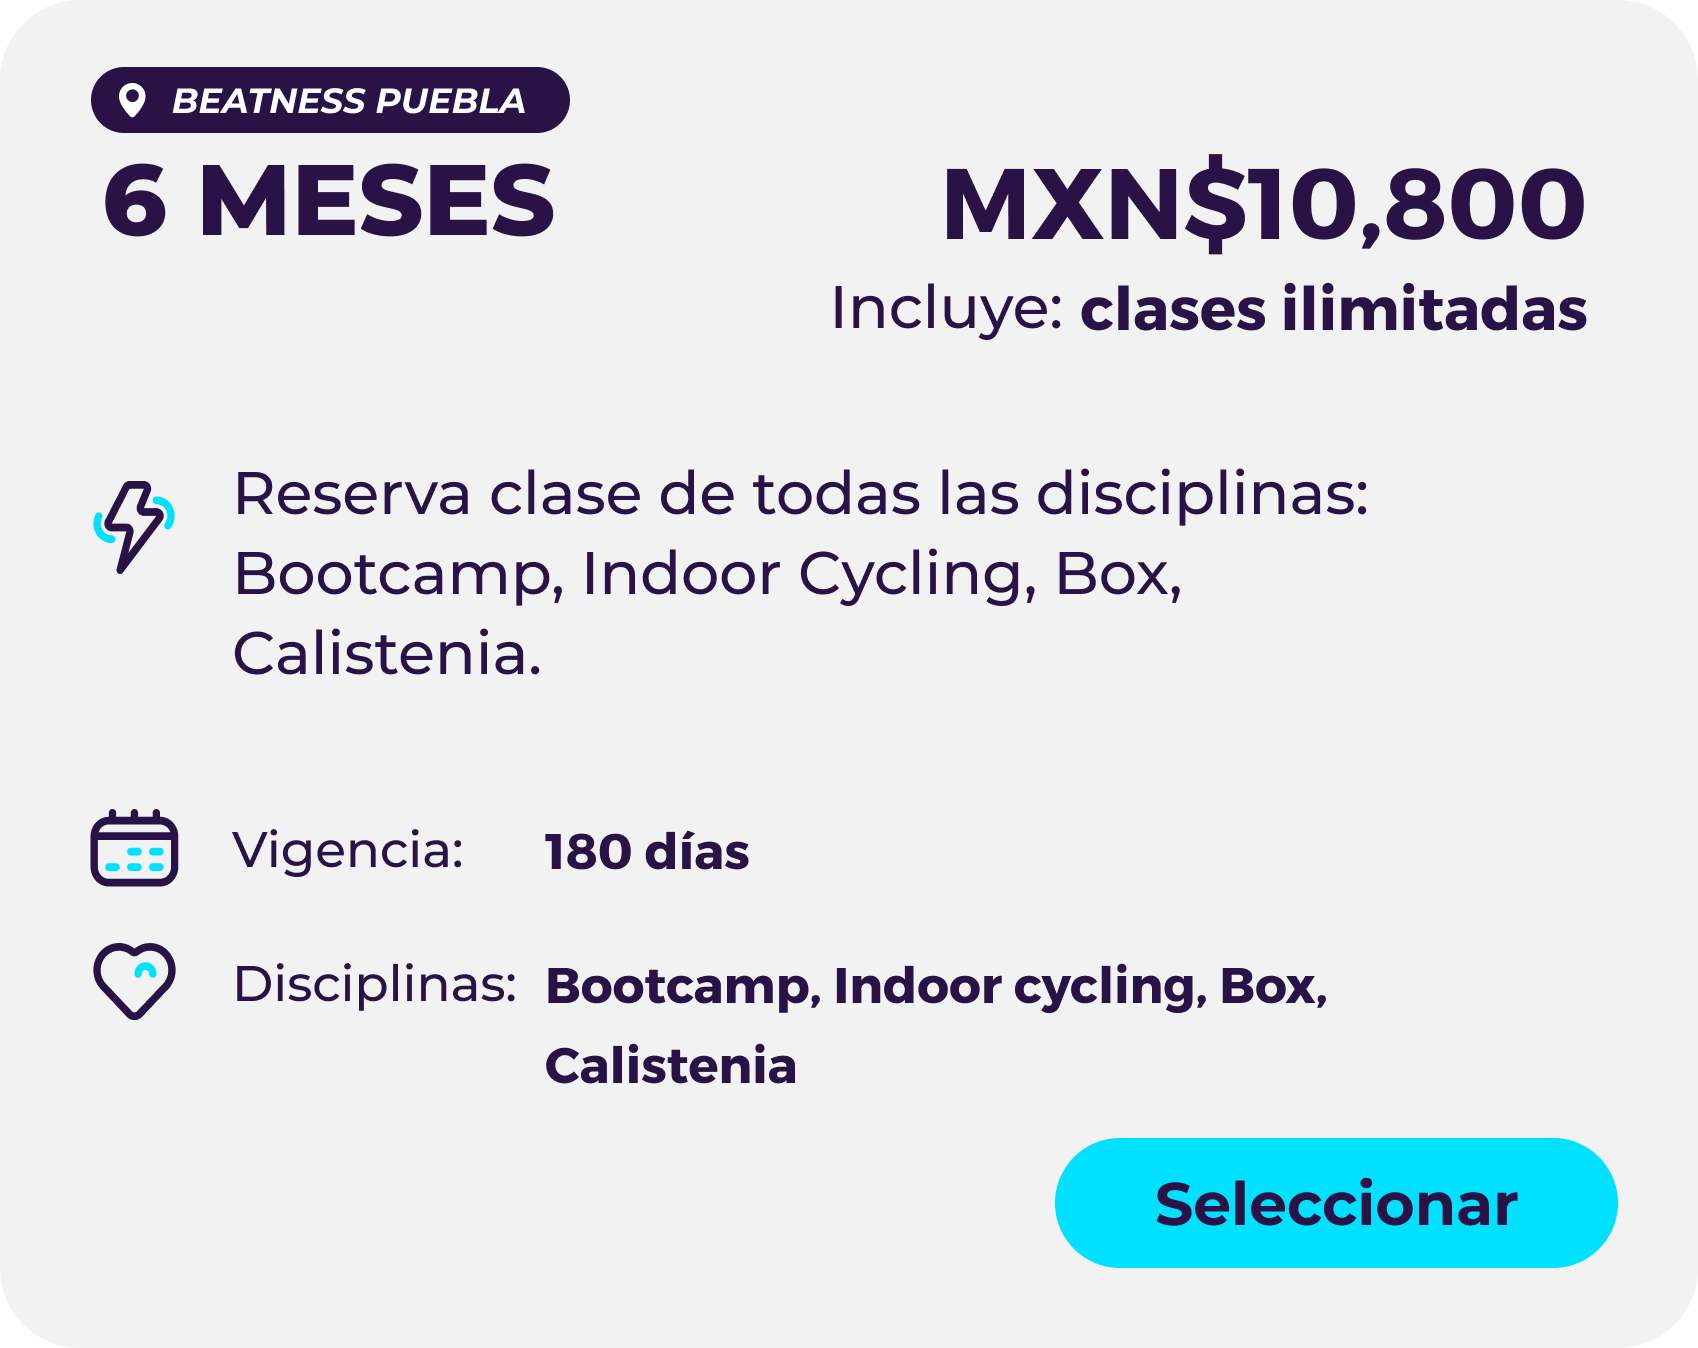 BEATNESS PUEBLA
6 MESES
MXN$10,800
Incluye: clases ilimitadas
Reserva clase de todas las disciplinas:
Bootcamp, Indoor Cycling, Box,
Calistenia.
Vigencia: 180 días
Disciplinas: Bootcamp, Indoor cycling, Box,
Calistenia
Seleccionar